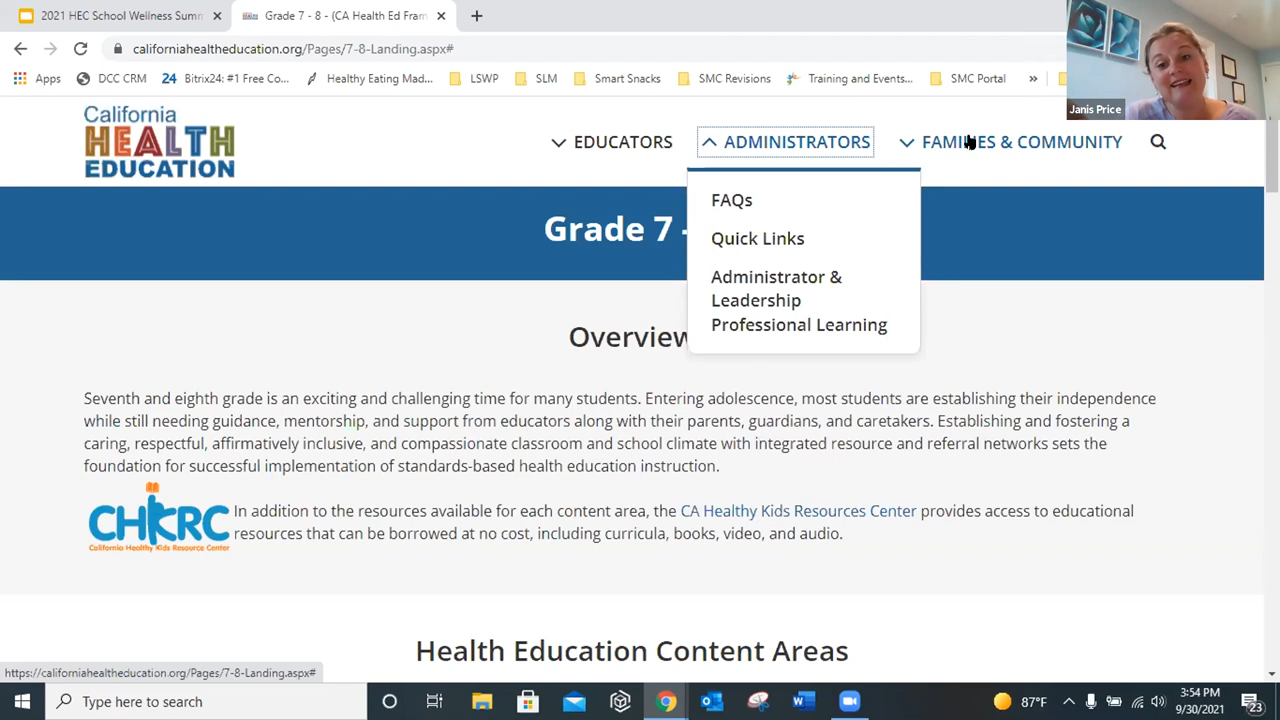 2021 HEC School Wellness Summ
Grade 7 - 8 - (CA Health Ed Fram
californiahealtheducation.org/Pages/7-8-Landing.aspx#
Apps
DCC CRM
24 Bitrix24: #1 Free Co...
Healthy Eating Mad...
LSWP
SLM
Smart Snacks
SMC Revisions
Training and Events...
SMC Portal
»
Janis Price
California
HEALTH
EDUCATION
EDUCATORS
ADMINISTRATORS
FAMILIES & COMMUNITY
FAQs
Quick Links
Administrator &
Leadership
Professional Learning
Grade 7 -
Overview
Seventh and eighth grade is an exciting and challenging time for many students. Entering adolescence, most students are establishing their independence
while still needing guidance, mentorship, and support from educators along with their parents, guardians, and caretakers. Establishing and fostering a
caring, respectful, affirmatively inclusive, and compassionate classroom and school climate with integrated resource and referral networks sets the
foundation for successful implementation of standards-based health education instruction.
CHKRC
California Healthy Kids Resource Center
In addition to the resources available for each content area, the CA Healthy Kids Resources Center provides access to educational
resources that can be borrowed at no cost, including curricula, books, video, and audio.
Health Education Content Areas
https://californiahealtheducation.org/Pages/7-8-Landing.aspx#
Type here to search
87°F
3:54 PM
9/30/2021
23